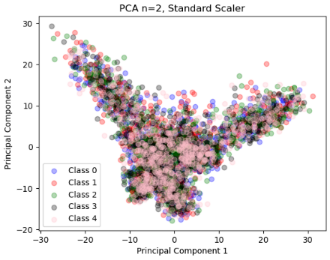 PCA n=2, Standard Scaler
30
20
10
0
−10
−20
Principal Component 2
Class 0
Class 1
Class 2
Class 3
Class 4
−30
−20
−10
0
10
20
30
Principal Component 1